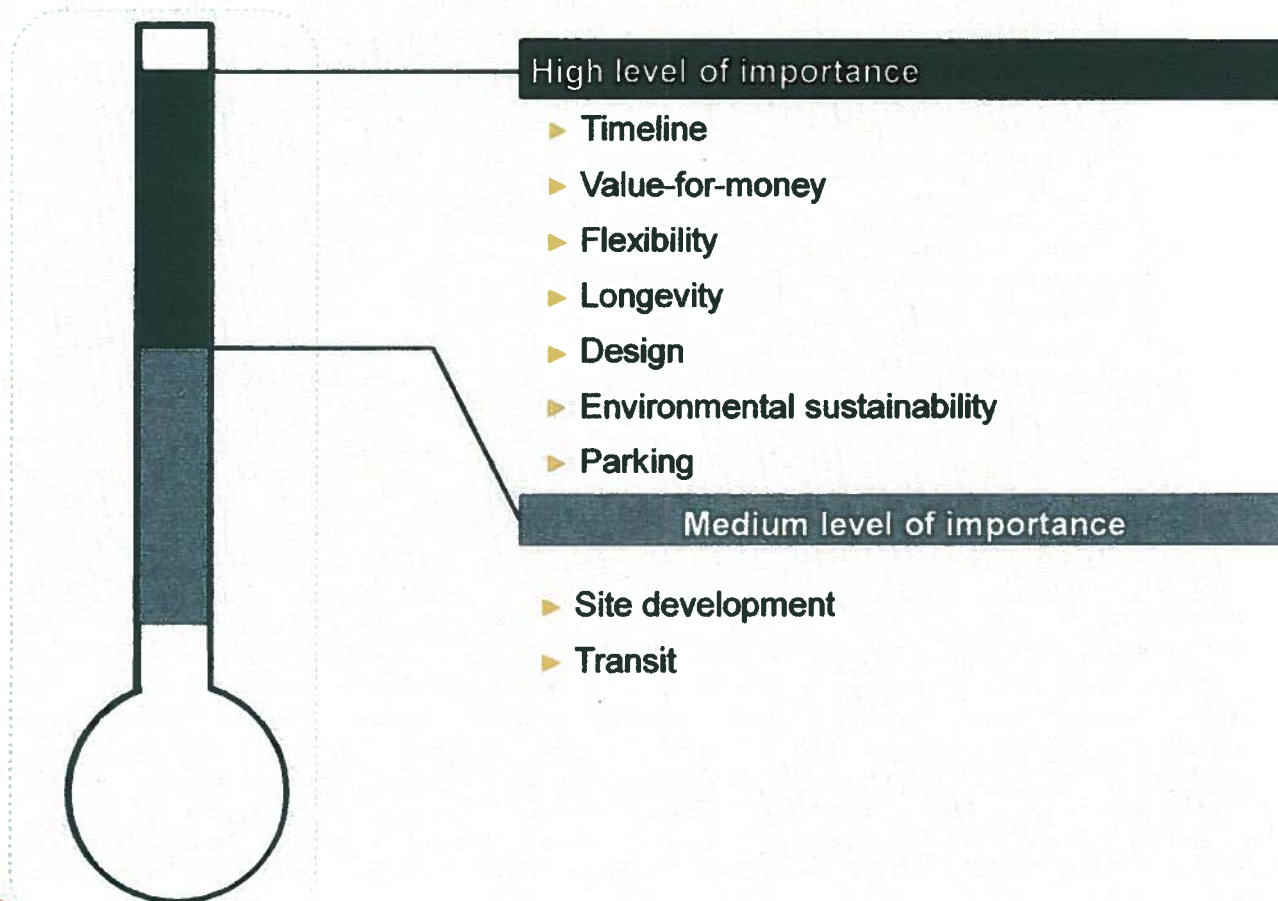 High level of importance
Timeline
Value-for-money
Flexibility
Longevity
Design
Environmental sustainability
Parking
Medium level of importance
Site development
Transit